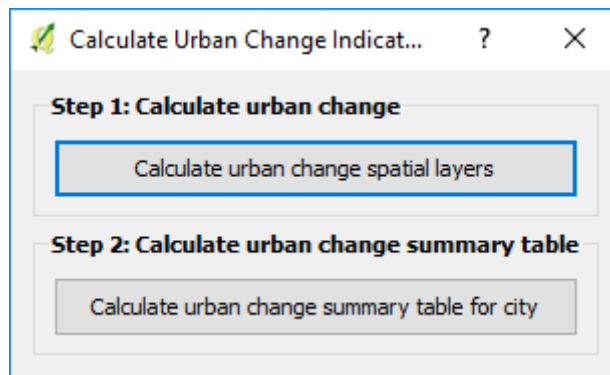 Calculate Urban Change Indicat... ?
Step 1: Calculate urban change
Calculate urban change spatial layers
Step 2: Calculate urban change summary table
Calculate urban change summary table for city